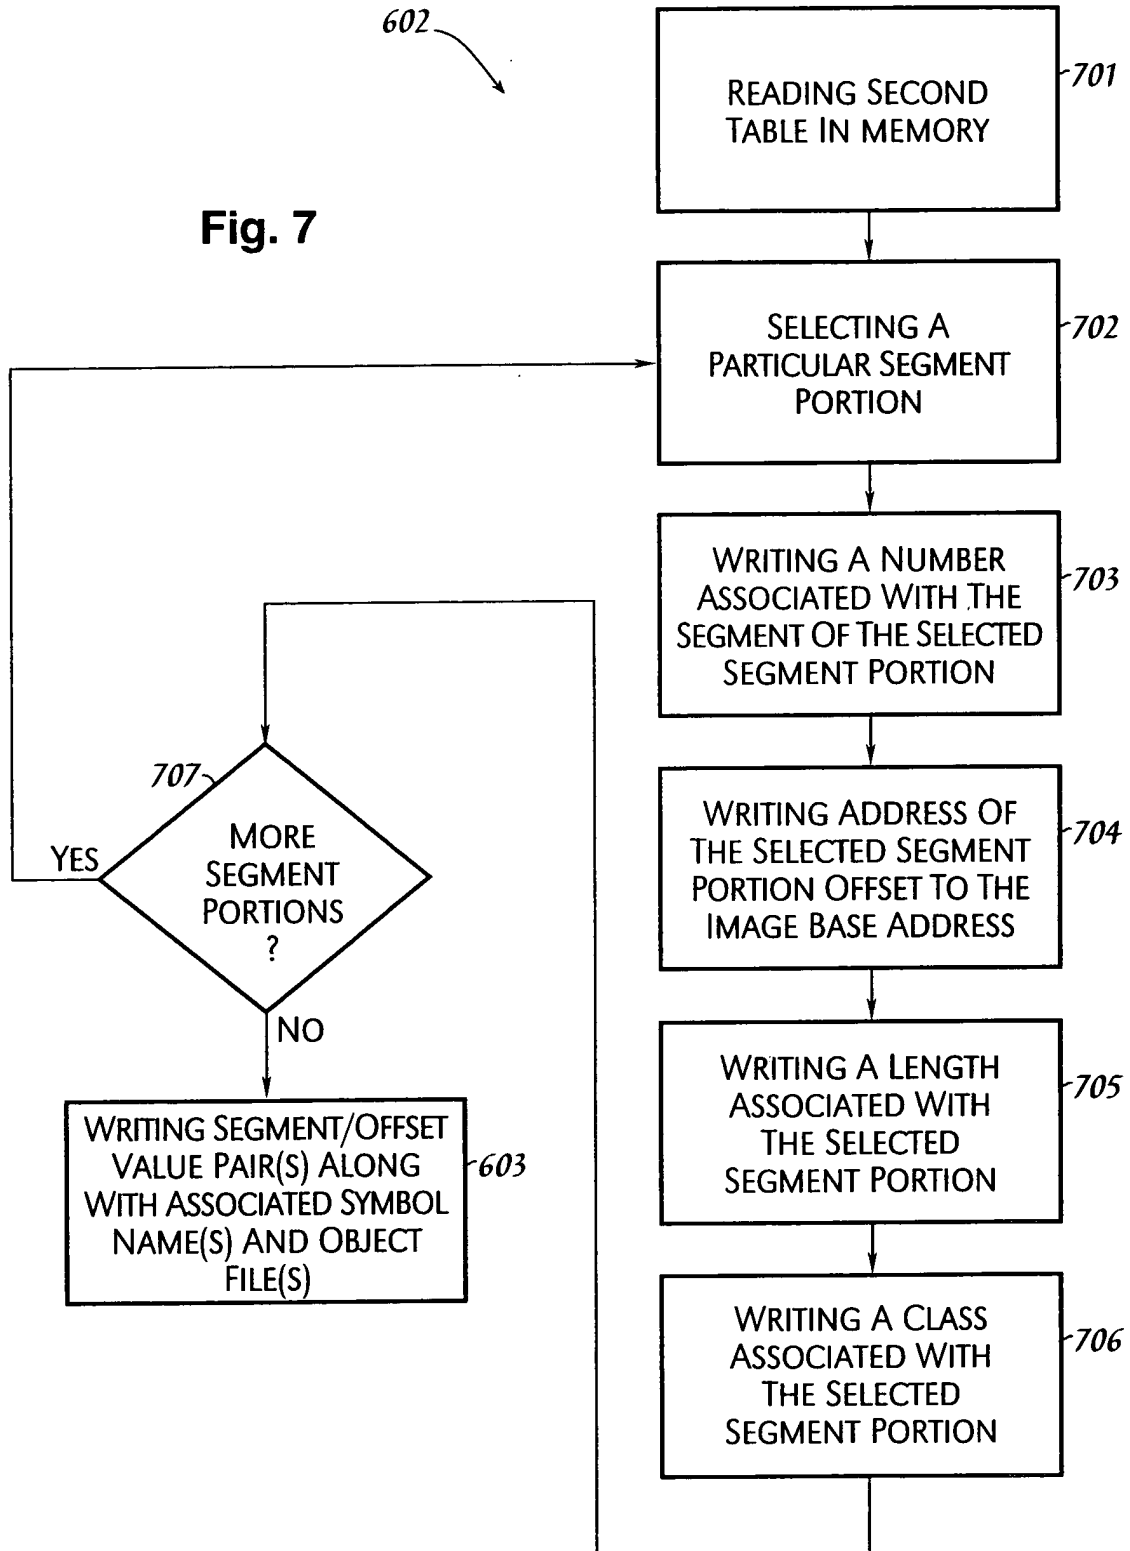 602
701
READING SECOND
TABLE IN MEMORY
Fig. 7
702
SELECTING A
PARTICULAR SEGMENT
PORTION
703
WRITING A NUMBER
ASSOCIATED WITH THE
SEGMENT OF THE SELECTED
SEGMENT PORTION
704
WRITING ADDRESS OF
THE SELECTED SEGMENT
PORTION OFFSET TO THE
IMAGE BASE ADDRESS
705
WRITING A LENGTH
ASSOCIATED WITH
THE SELECTED
SEGMENT PORTION
706
WRITING A CLASS
ASSOCIATED WITH
THE SELECTED
SEGMENT PORTION
707
MORE
SEGMENT
PORTIONS
?
YES
NO
WRITING SEGMENT/OFFSET
VALUE PAIR(S) ALONG
WITH ASSOCIATED SYMBOL
NAME(S) AND OBJECT
FILE(S)
603